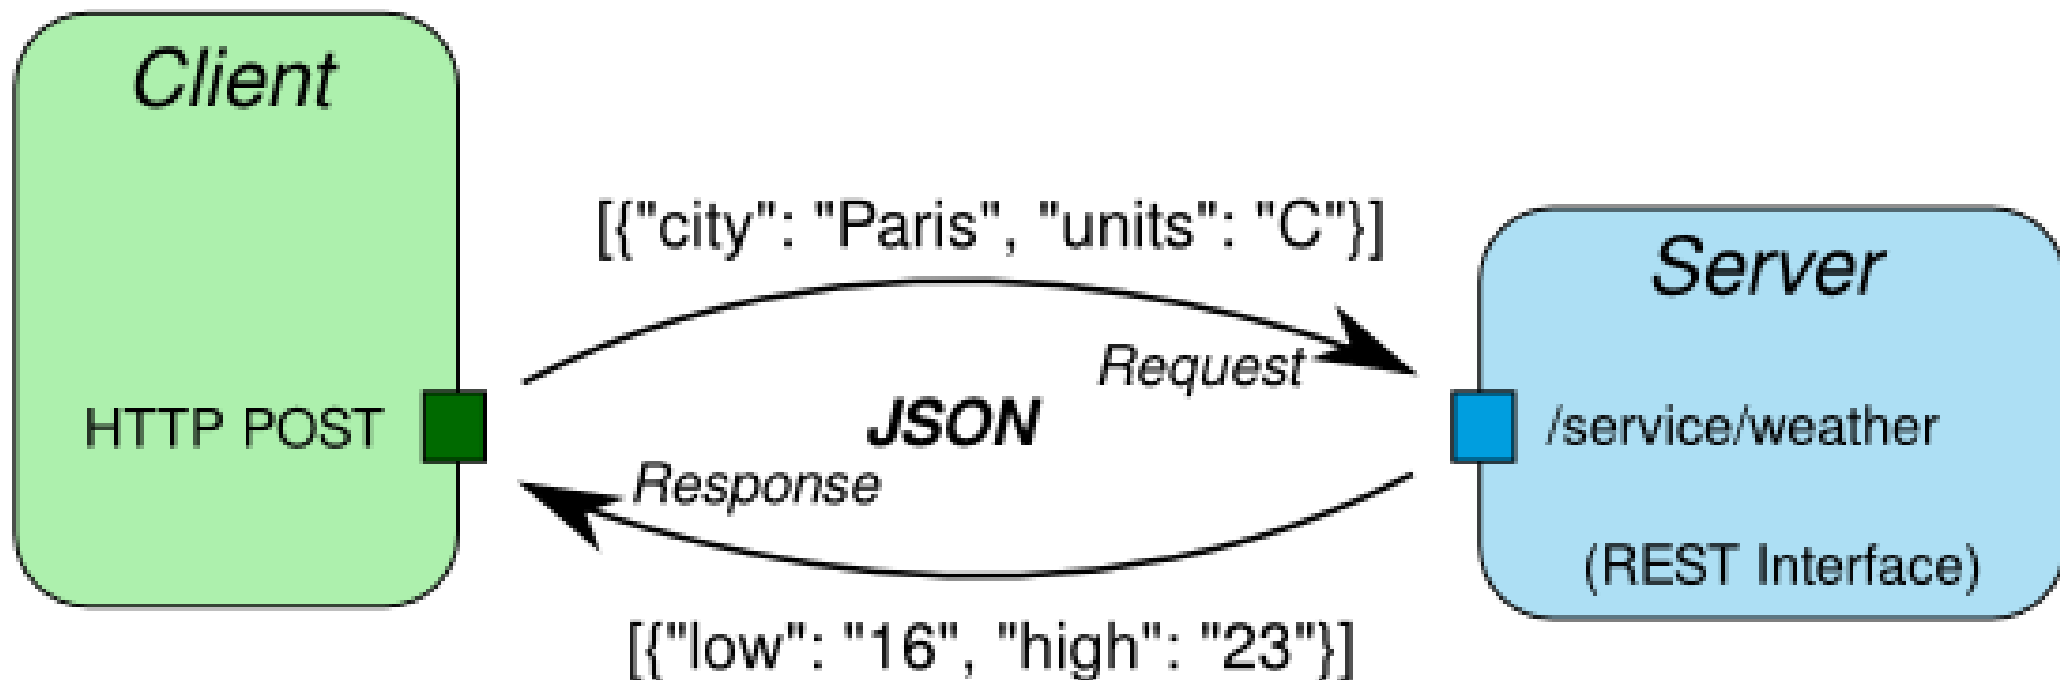 Client
HTTP POST
[{"city": "Paris", "units": "C"}]
Request
JSON
Response
[{"low": "16", "high": "23"}]
Server
/service/weather
(REST Interface)